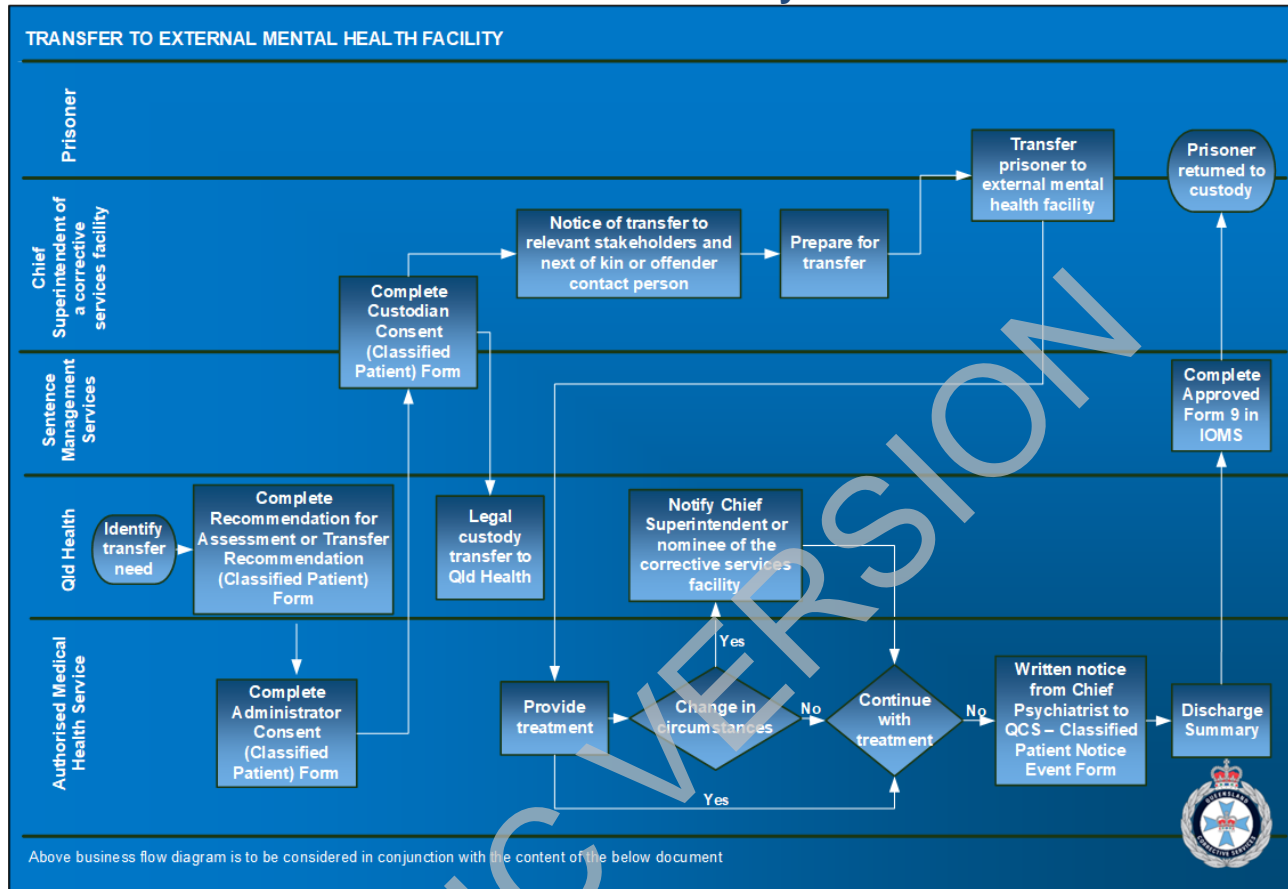 TRANSFER TO EXTERNAL MENTAL HEALTH FACILITY
Prisoner
Transfer
prisoner to
external mental
health facility
Prisoner
returned to
custody
Chief
Superintendent of
a corrective
services facility
Notice of transfer to
relevant stakeholders and
next of kin or offender
contact person
Prepare for
transfer
Complete
Custodian
Consent
(Classified
Patient) Form
Sentence
Management
Services
Complete
Approved
Form 9 in
IOMS
Qld Health
Identify
transfer
need
Complete
Recommendation for
Assessment or Transfer
Recommendation
(Classified Patient)
Form
Legal
custody
transfer to
Qld Health
Notify Chief
Superintendent or
nominee of the
corrective services
facility
Authorised Medical
Health Service
Complete
Administrator
Consent
(Classified
Patient) Form
Provide
treatment
Change in
circumstances
Yes
No
Continue
with
treatment
Yes
No
Written notice
from Chief
Psychiatrist to
QCS – Classified
Patient Notice
Event Form
Discharge
Summary
QUEENSLAND
CORRECTIVE SERVICES
Above business flow diagram is to be considered in conjunction with the content of the below document
IC VERSION